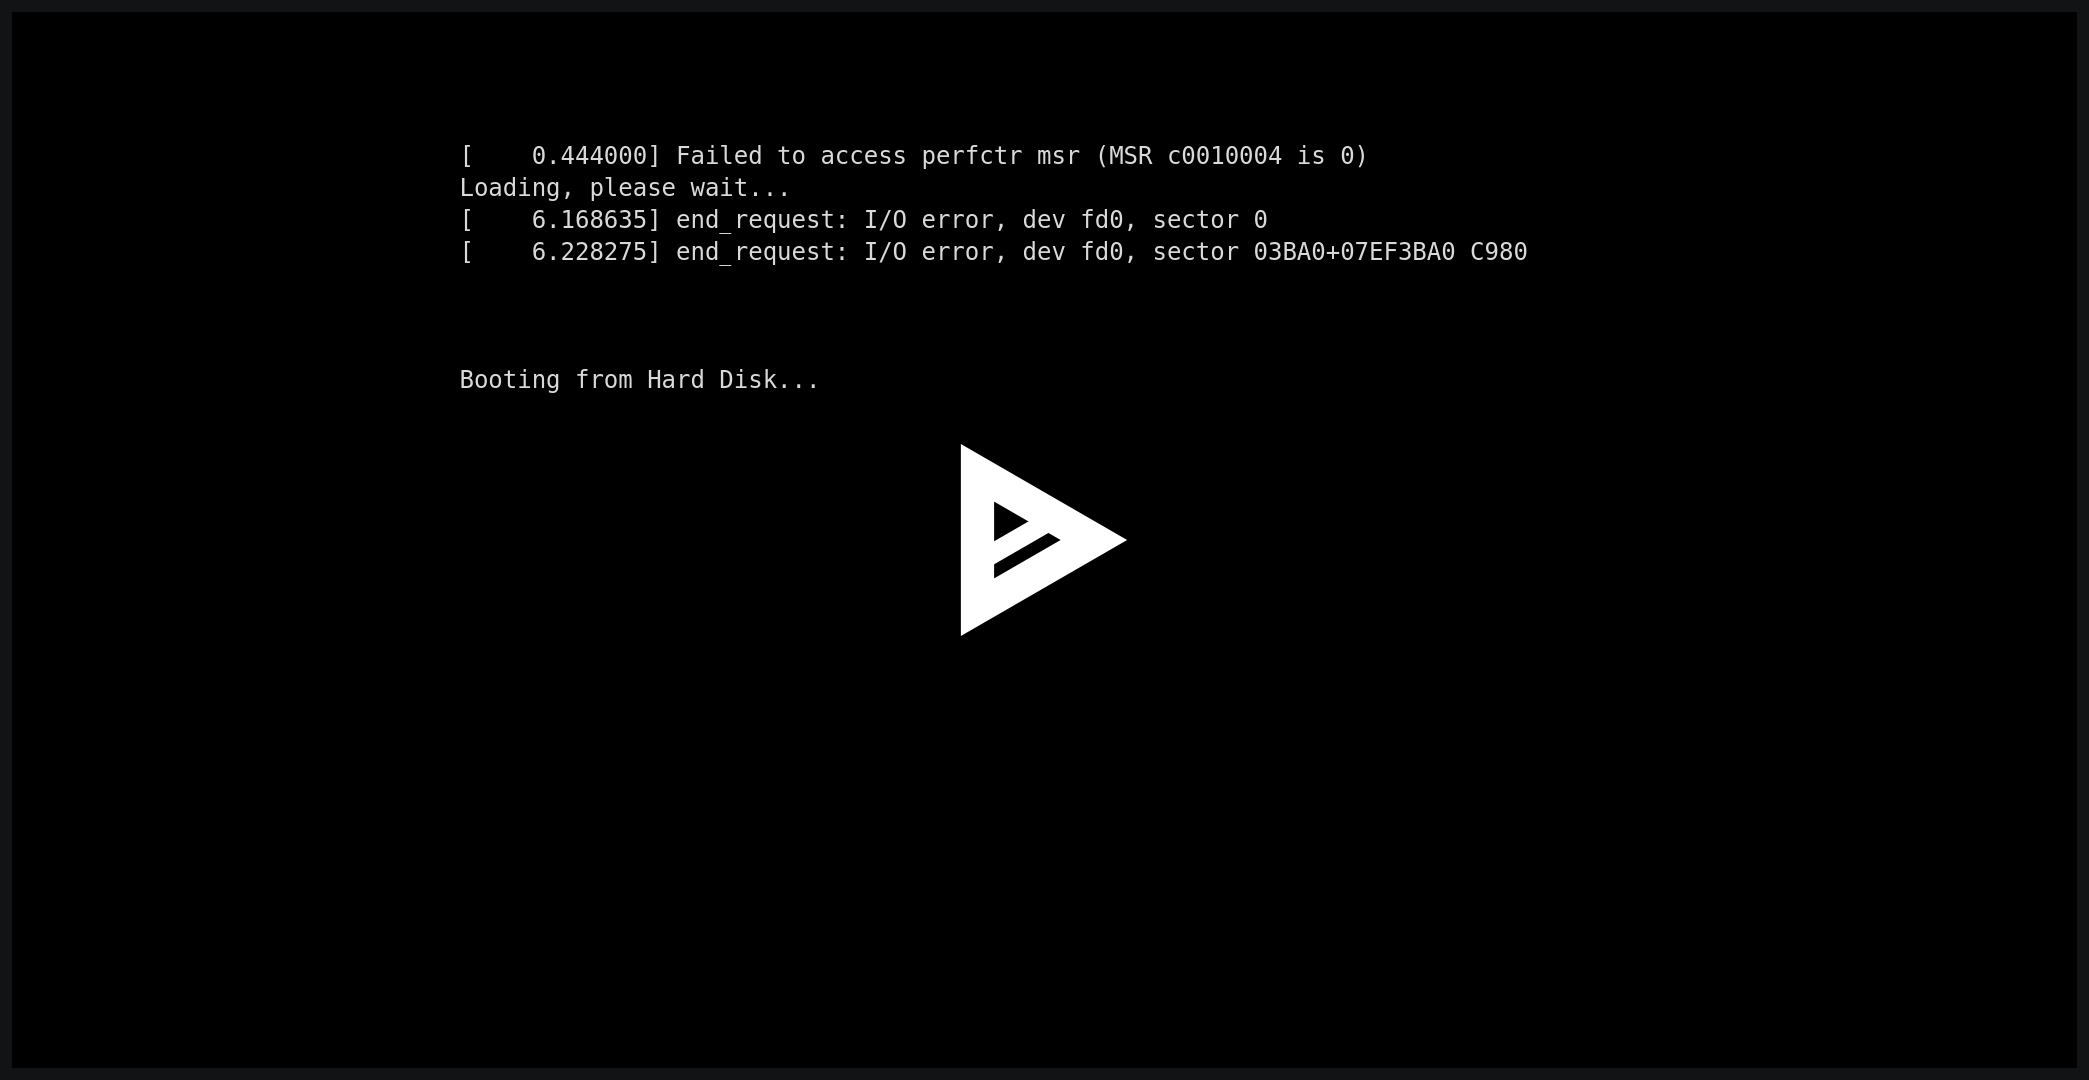 [    0.444000] Failed to access perfctr msr (MSR c0010004 is 0)
Loading, please wait...
[    6.168635] end_request: I/O error, dev fd0, sector 0
[    6.228275] end_request: I/O error, dev fd0, sector 03BA0+07EF3BA0 C980
Booting from Hard Disk...